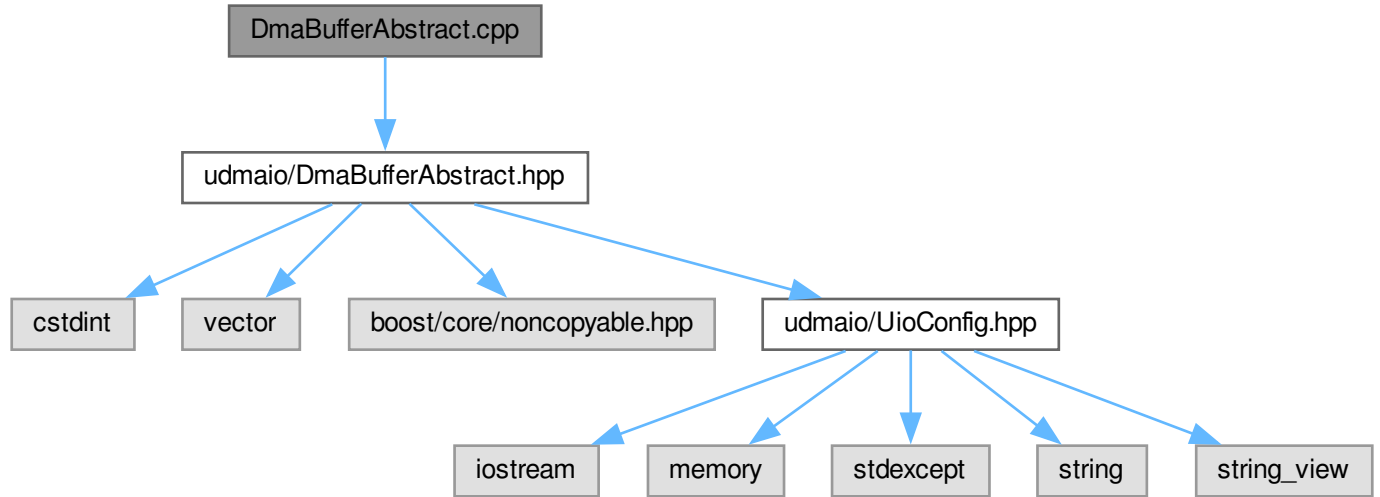 DmaBufferAbstract.cpp
udmaio/DmaBufferAbstract.hpp
cstdint
vector
boost/core/noncopyable.hpp
udmaio/UioConfig.hpp
iostream
memory
stdexcept
string
string_view